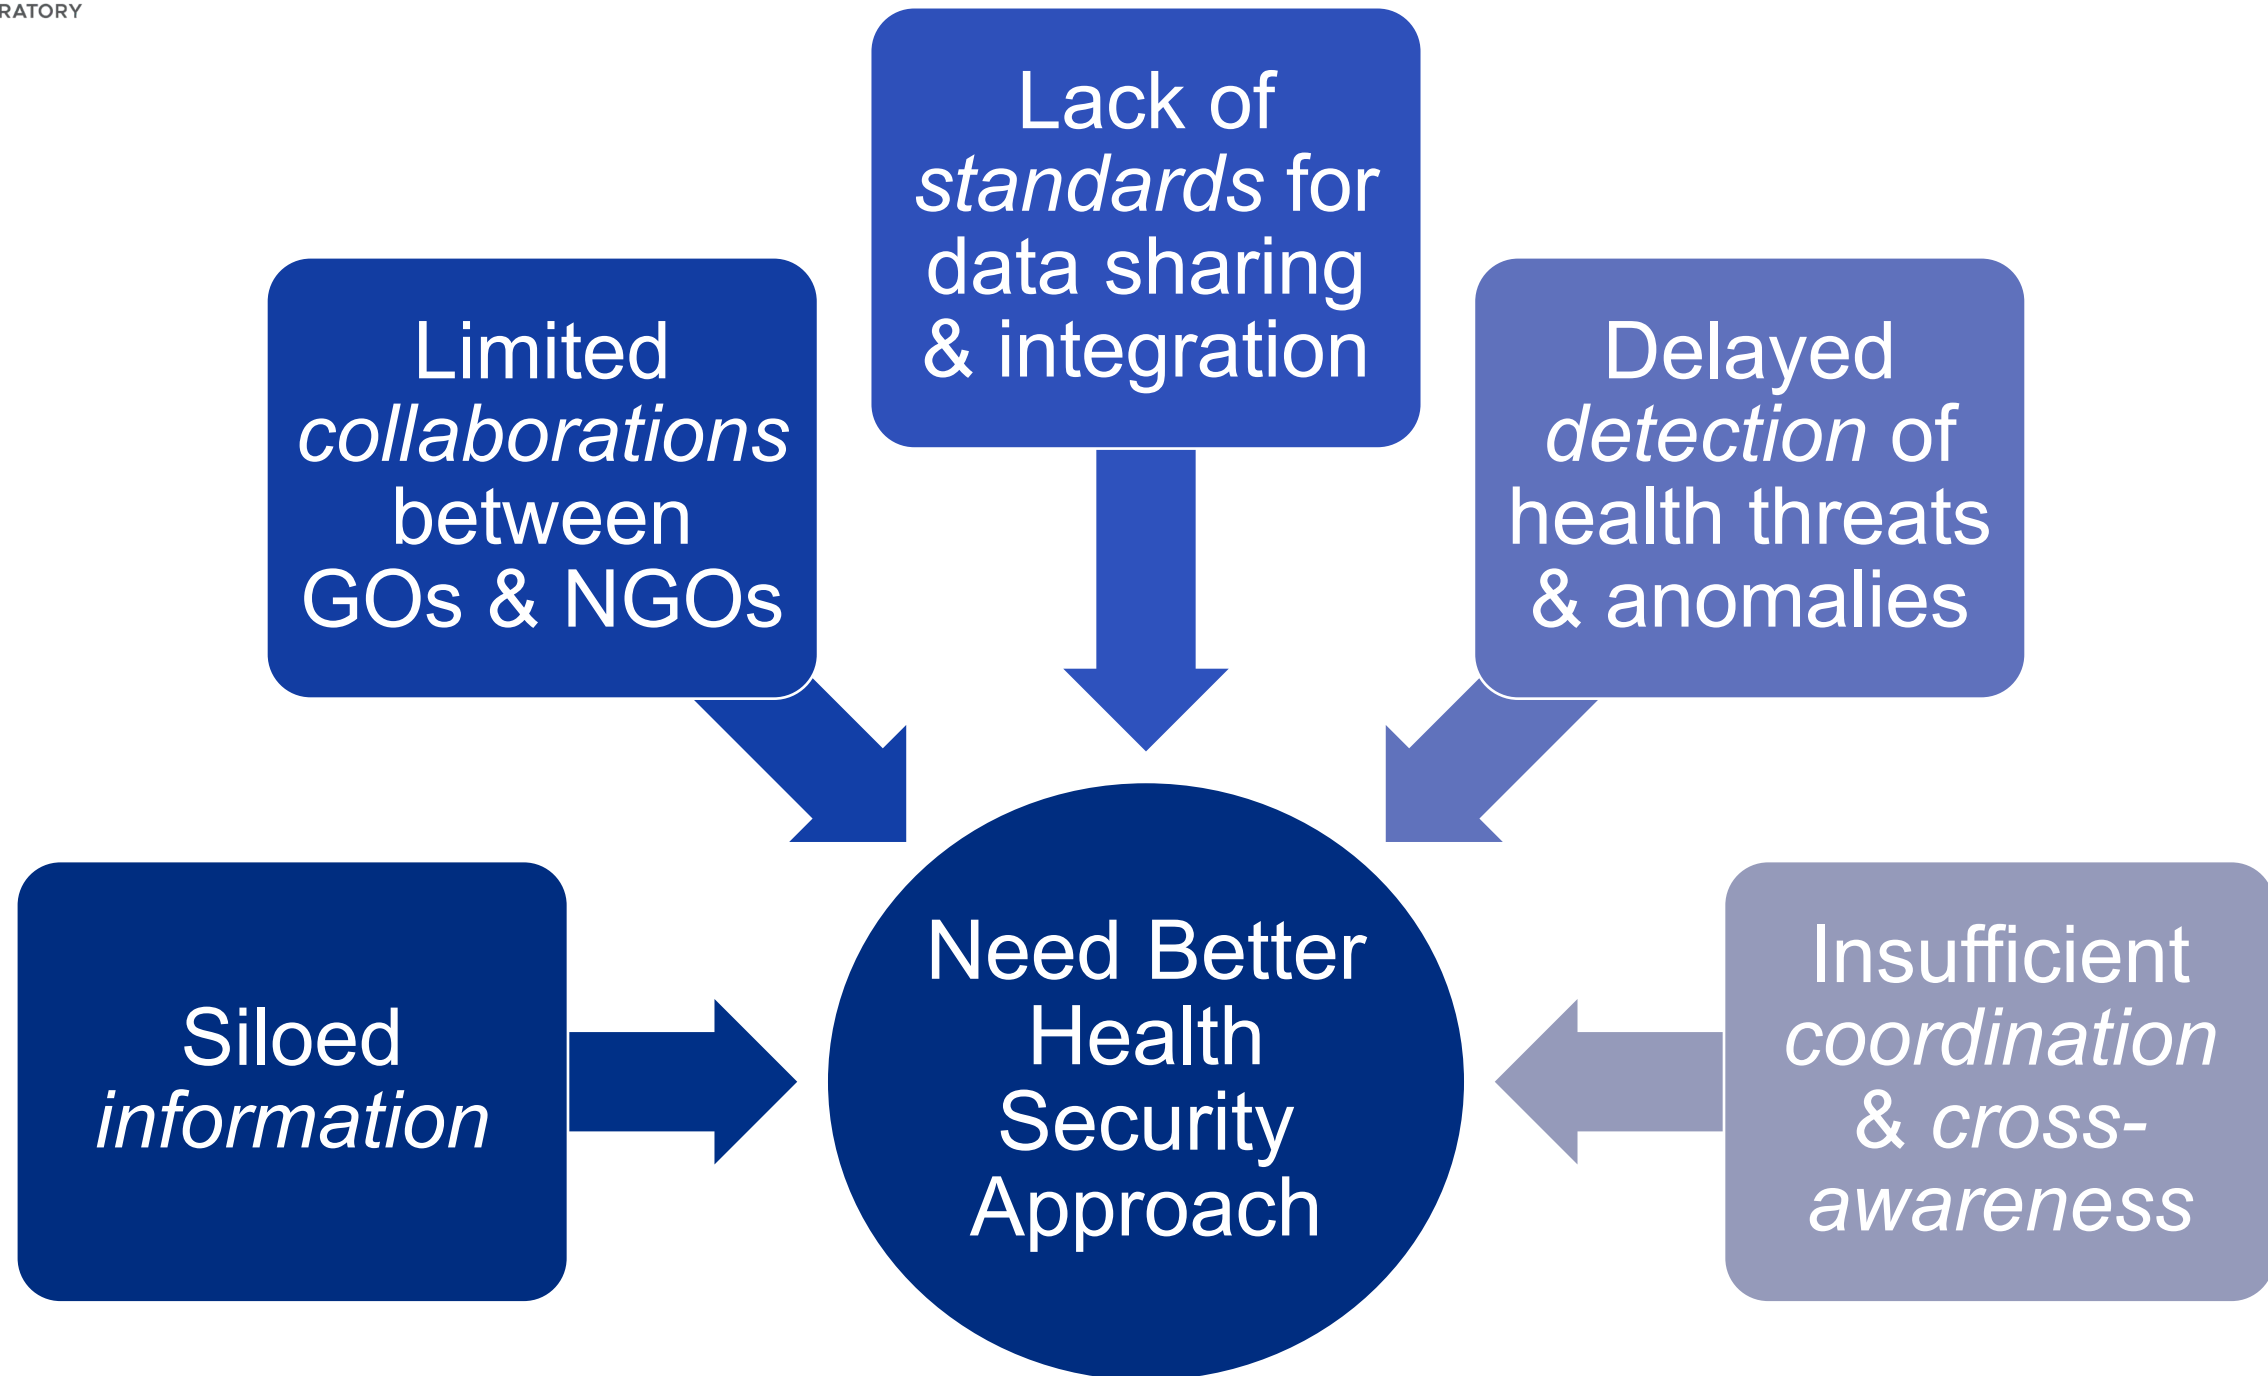 RATORY
Lack of
standards for
data sharing
& integration
Limited
collaborations
between
GOs & NGOs
Delayed
detection of
health threats
& anomalies
Siloed
information
Need Better
Health
Security
Approach
Insufficient
coordination
& cross-
awareness